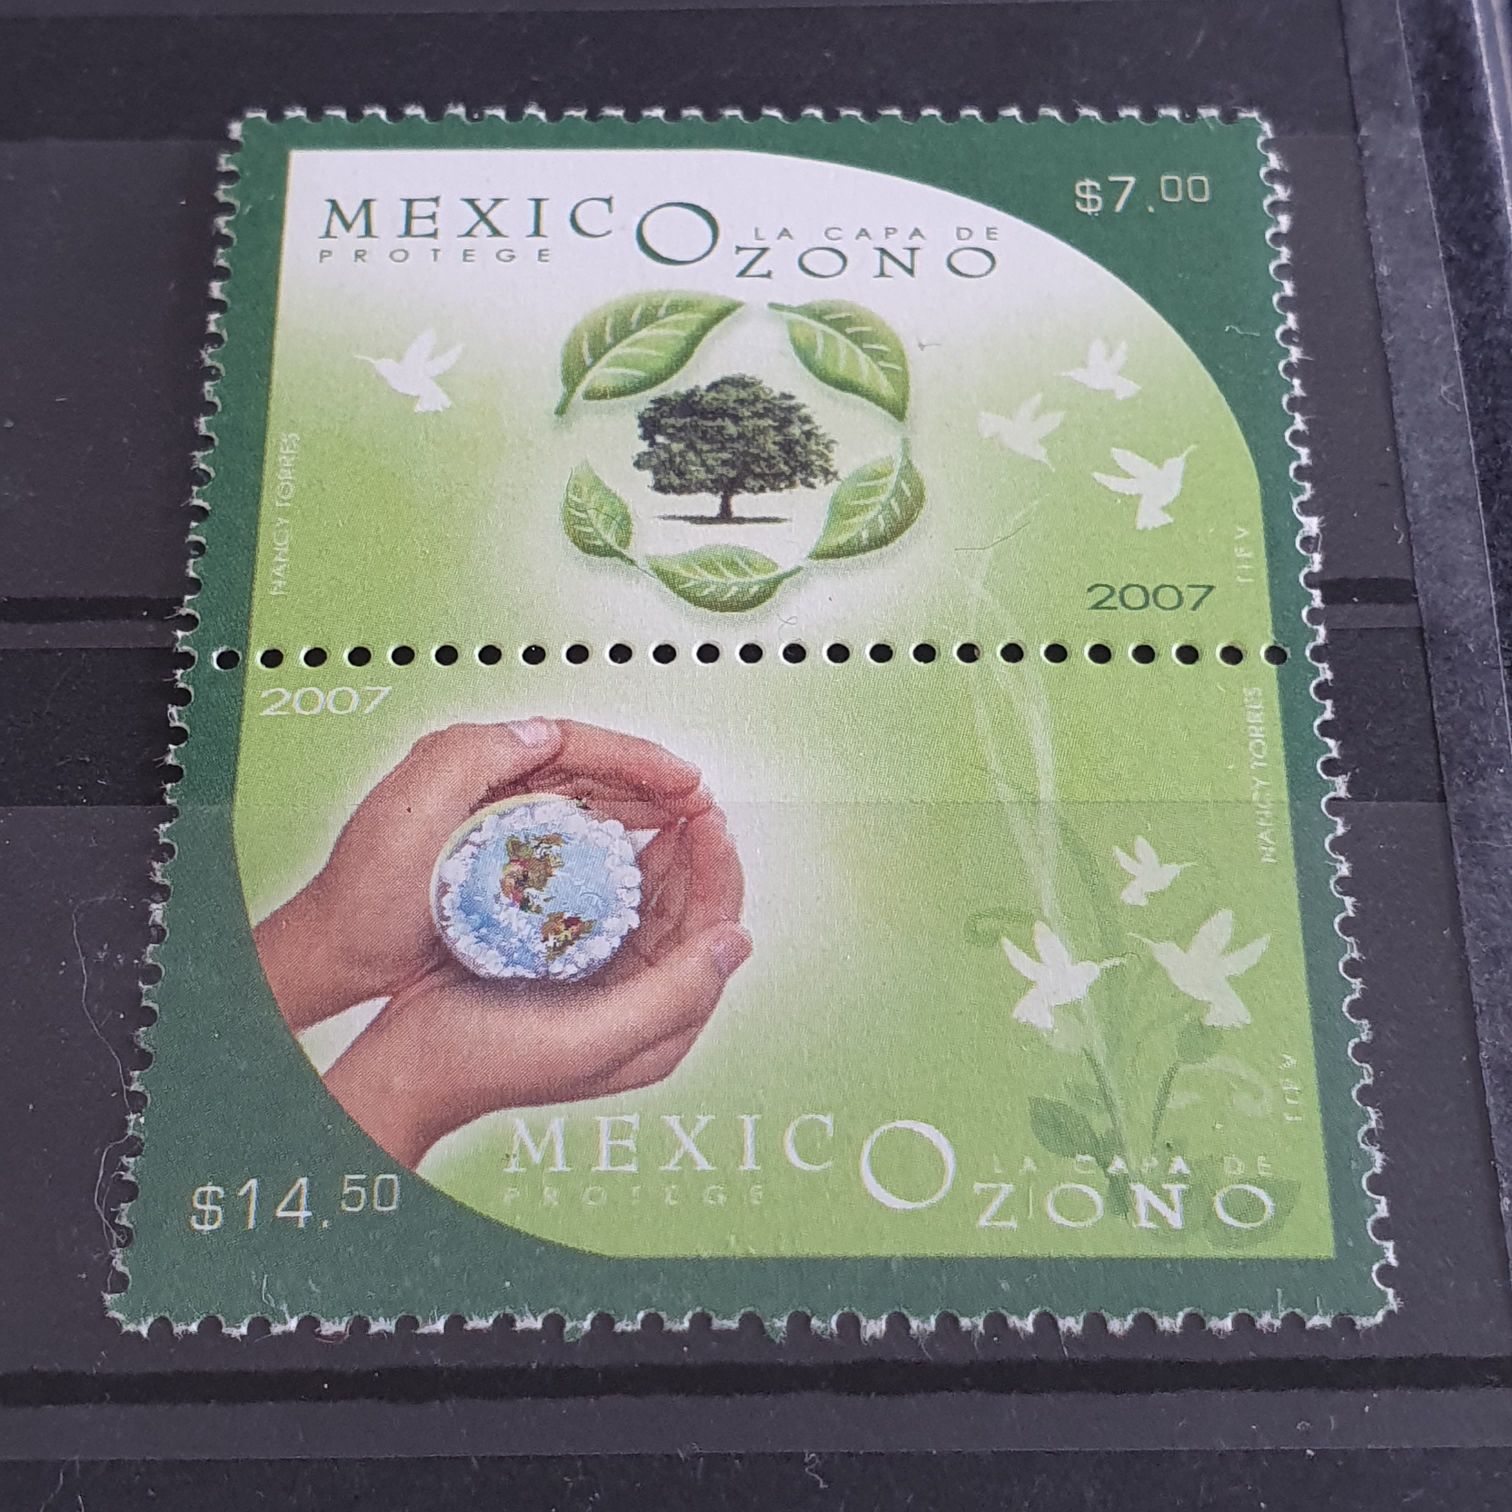 $7.00
MEXICO LA CAPA DE
PROTEGE OZONO
NANCY TORRES
TIEV
2007
2007
NANCY TORRES
TIEV
MEXICO LA CAPA DE
PROTEGE OZONO
$14.50